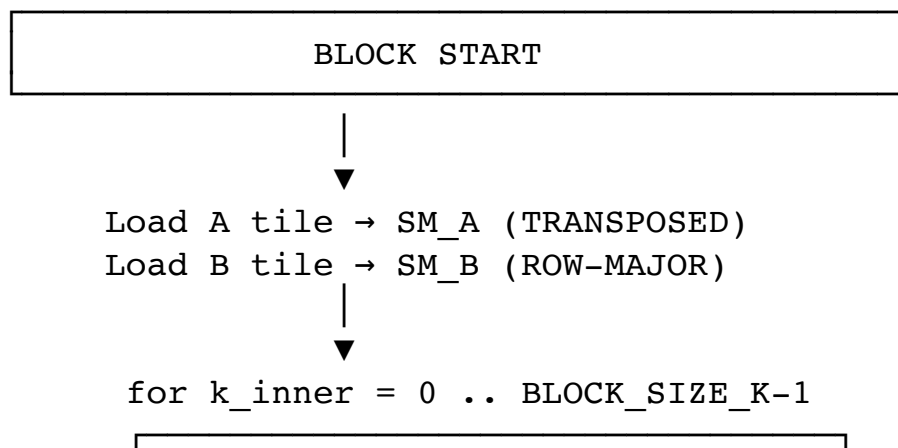 BLOCK START
Load A tile → SM_A (TRANSPOSED)
Load B tile → SM_B (ROW-MAJOR)
for k_inner = 0 .. BLOCK_SIZE_K-1